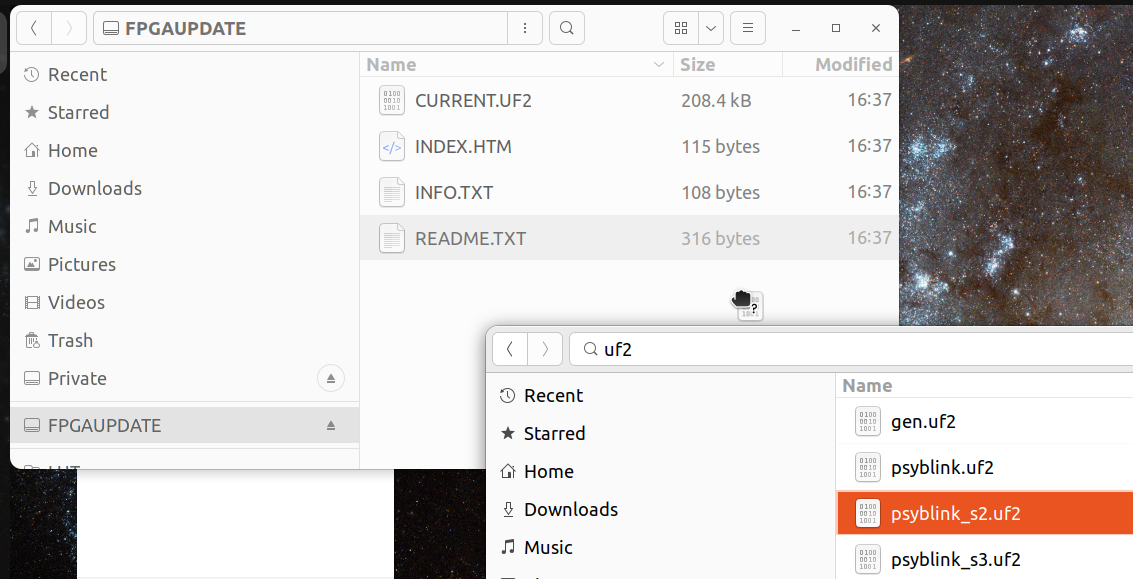 FPGAUPDATE
Name Size Modified
Recent
CURRENT.UF2 208.4 kB 16:37
Starred
INDEX.HTM 115 bytes 16:37
Home
Downloads
INFO.TXT 108 bytes 16:37
Music
README.TXT 316 bytes 16:37
Pictures
Videos
Trash
Private
FPGAUPDATE
uf2
Name
Recent
gen.uf2
Starred
psyblink.uf2
Home
Downloads
psyblink_s2.uf2
Music
psyblink_s3.uf2